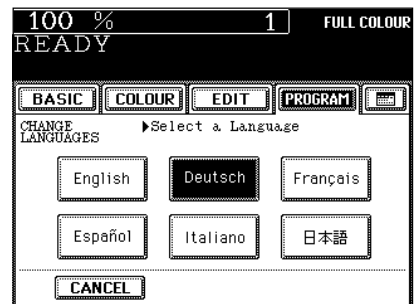 100 % 1 FULL COLOUR
READY
BASIC COLOUR EDIT PROGRAM
CHANGE LANGUAGES ▶Select a Language
English Deutsch Français
Español Italiano 日本語
CANCEL